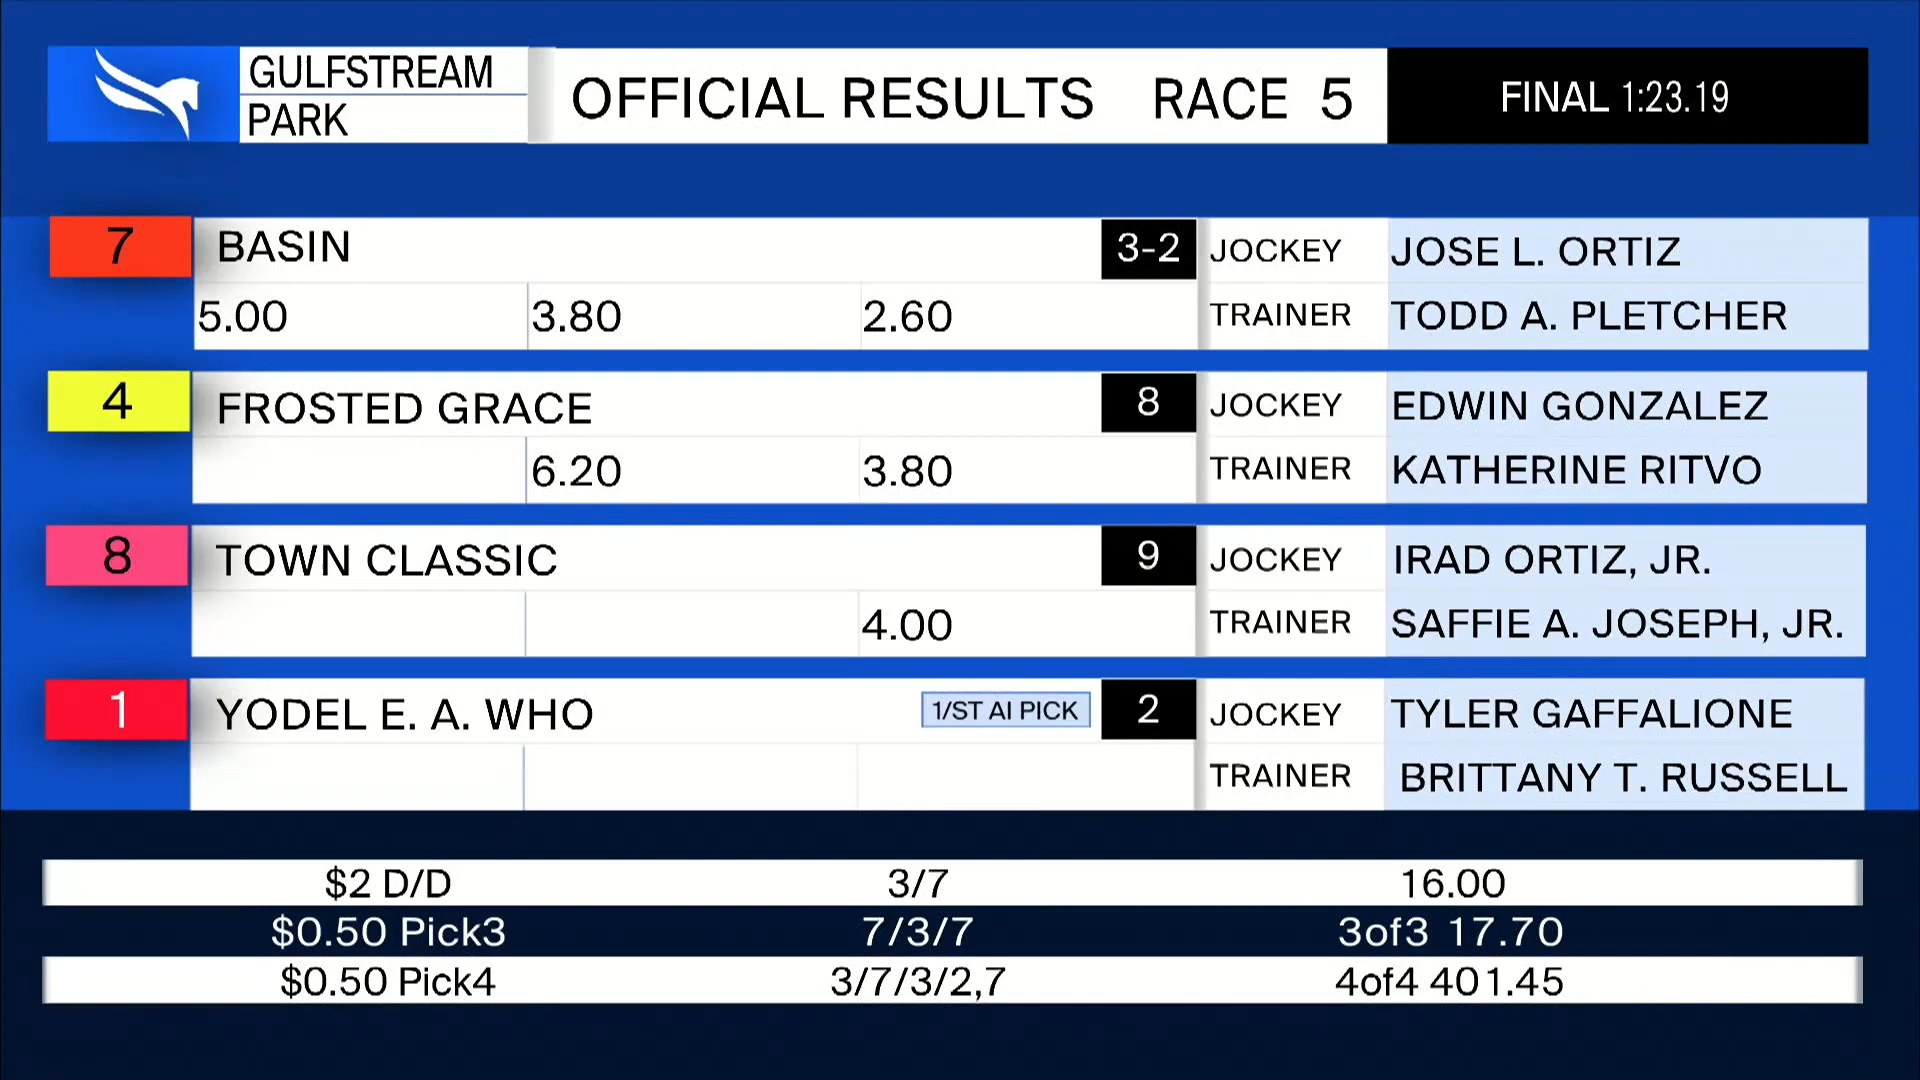 GULFSTREAM
PARK
OFFICIAL RESULTS RACE 5
FINAL 1:23.19
7 BASIN 3-2 JOCKEY JOSE L. ORTIZ
5.00 3.80 2.60 TRAINER TODD A. PLETCHER
4 FROSTED GRACE 8 JOCKEY EDWIN GONZALEZ
6.20 3.80 TRAINER KATHERINE RITVO
8 TOWN CLASSIC 9 JOCKEY IRAD ORTIZ, JR.
4.00 TRAINER SAFFIE A. JOSEPH, JR.
1 YODEL E. A. WHO 1/ST AI PICK 2 JOCKEY TYLER GAFFALIONE
TRAINER BRITTANY T. RUSSELL
$2 D/D 3/7 16.00
$0.50 Pick3 7/3/7 3of3 17.70
$0.50 Pick4 3/7/3/2,7 4of4 401.45